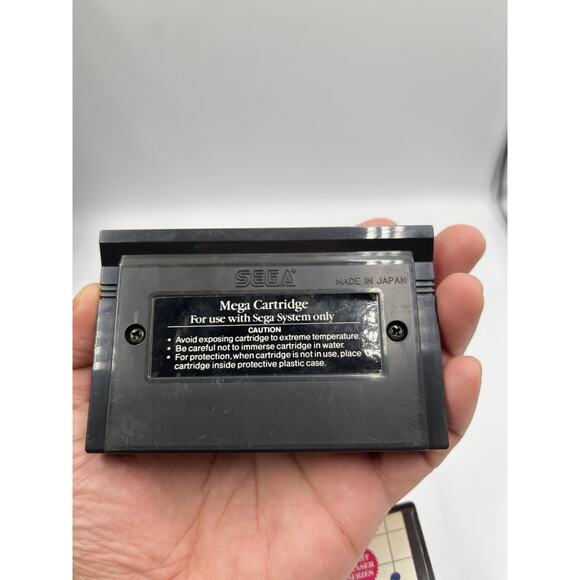 SEGA
MADE IN JAPAN
Mega Cartridge
For use with Sega System only
CAUTION
• Avoid exposing cartridge to extreme temperature.
• Be careful not to immerse cartridge in water.
• For protection, when cartridge is not in use, place
cartridge inside protective plastic case.
SERIES